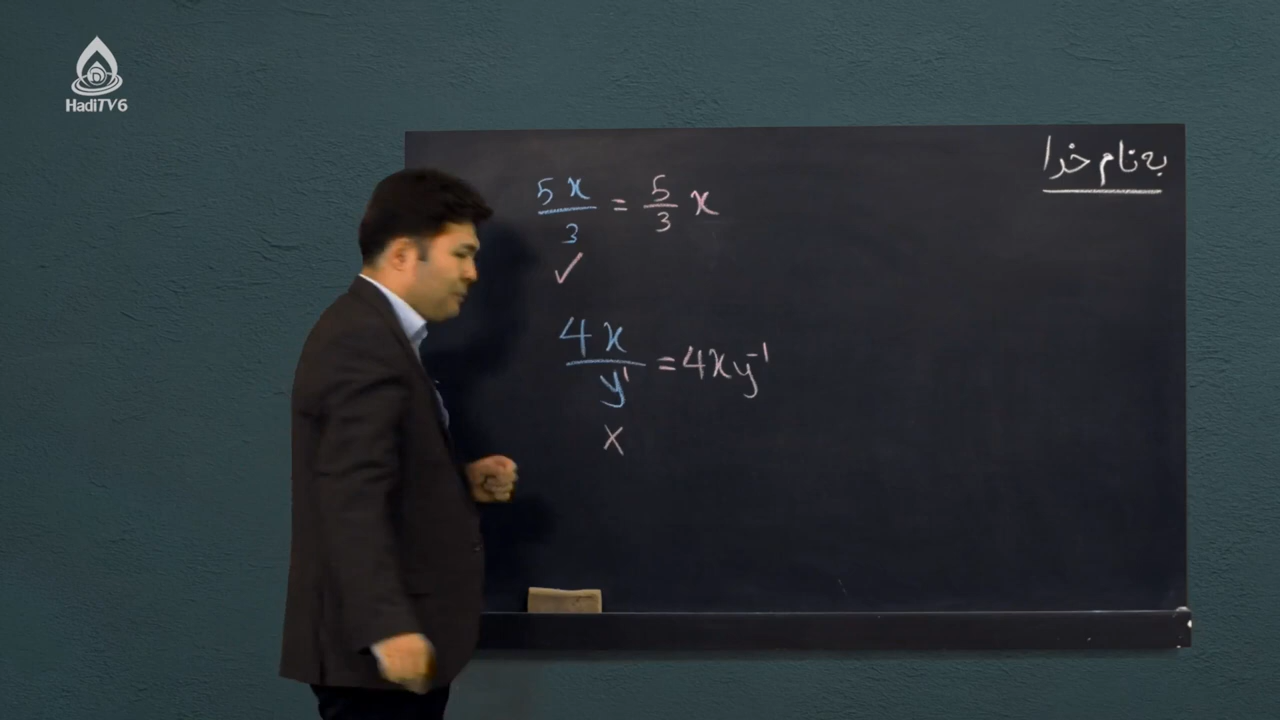 HadiTV6
به نام خدا
5x/3 = 5/3 x
✓
4x/y¹ = 4xy⁻¹
x